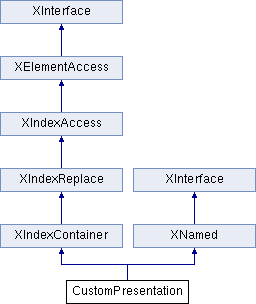 XInterface
XElementAccess
XIndexAccess
XIndexReplace
XInterface
XIndexContainer
XNamed
CustomPresentation